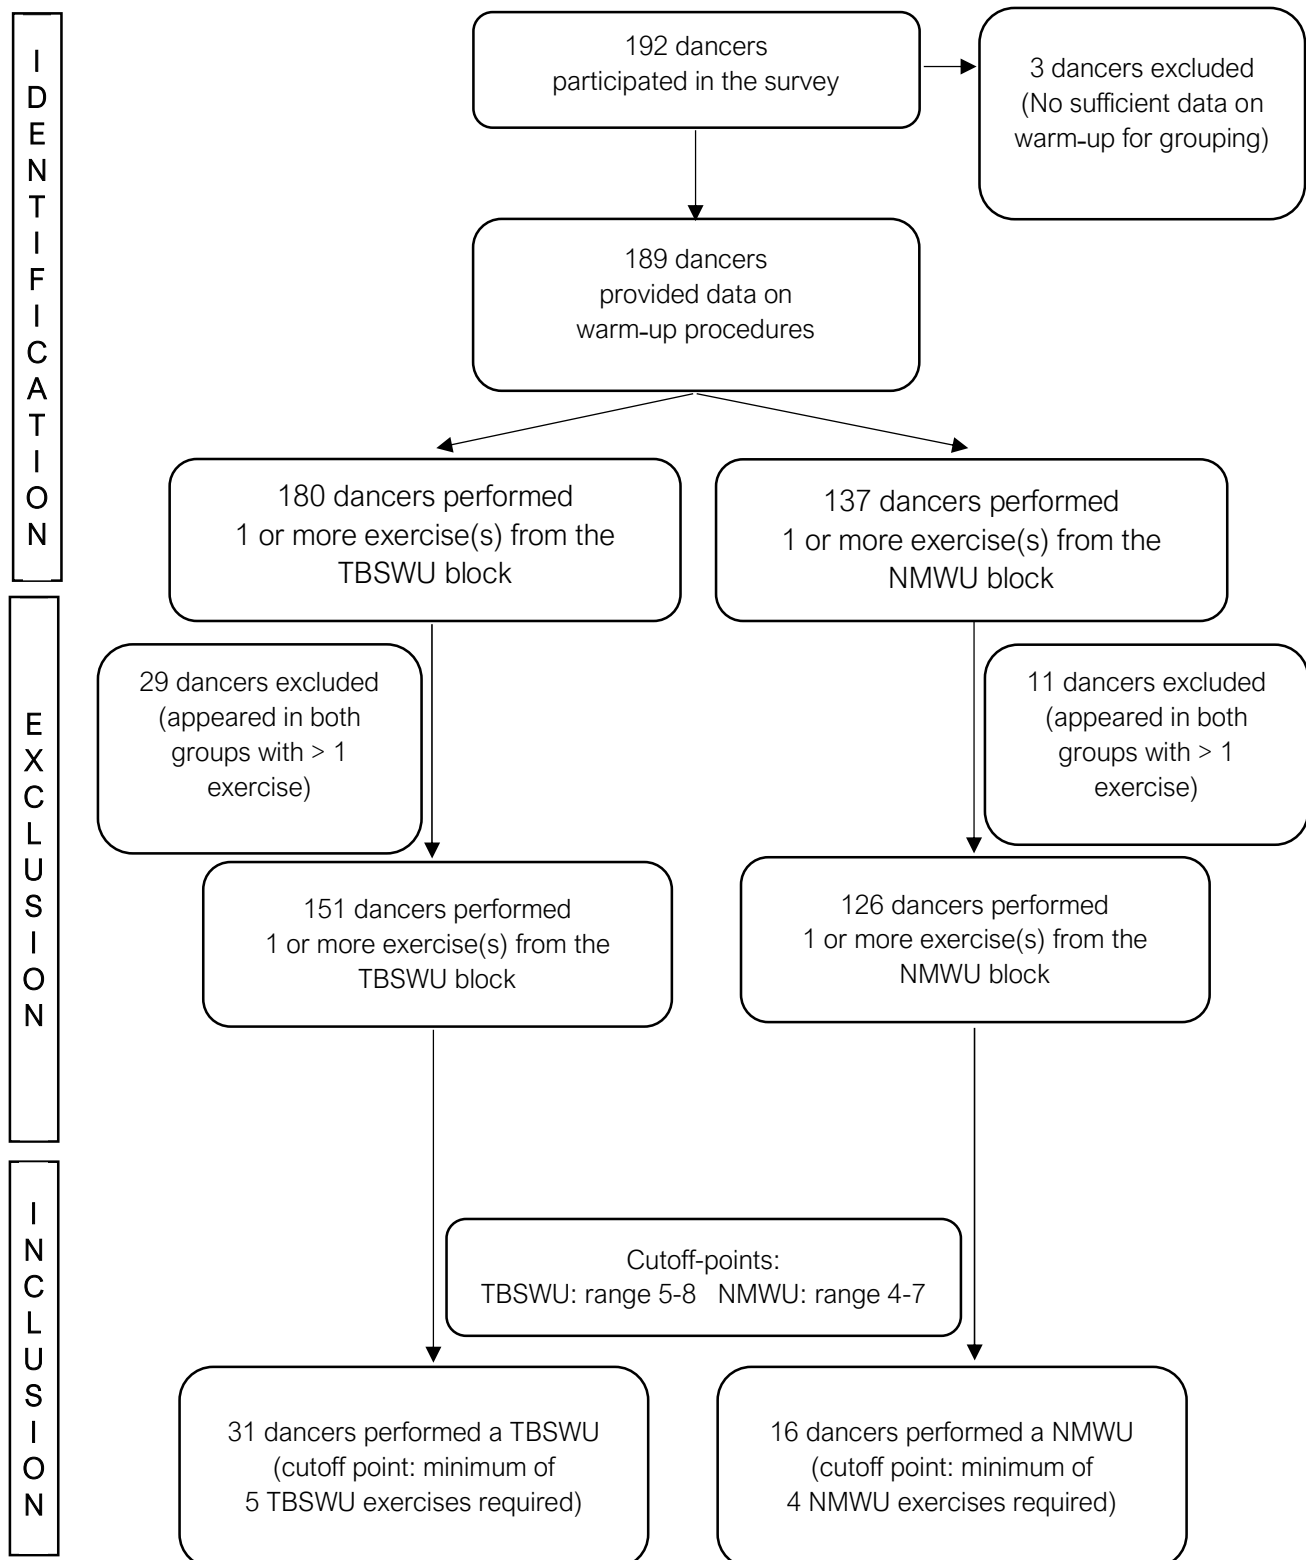 IDENTIFICATION
192 dancers
participated in the survey
3 dancers excluded
(No sufficient data on
warm-up for grouping)
189 dancers
provided data on
warm-up procedures
180 dancers performed
1 or more exercise(s) from the
TBSWU block
137 dancers performed
1 or more exercise(s) from the
NMWU block
EXCLUSION
29 dancers excluded
(appeared in both
groups with > 1
exercise)
11 dancers excluded
(appeared in both
groups with > 1
exercise)
151 dancers performed
1 or more exercise(s) from the
TBSWU block
126 dancers performed
1 or more exercise(s) from the
NMWU block
INCLUSION
Cutoff-points:
TBSWU: range 5-8 NMWU: range 4-7
31 dancers performed a TBSWU
(cutoff point: minimum of
5 TBSWU exercises required)
16 dancers performed a NMWU
(cutoff point: minimum of
4 NMWU exercises required)